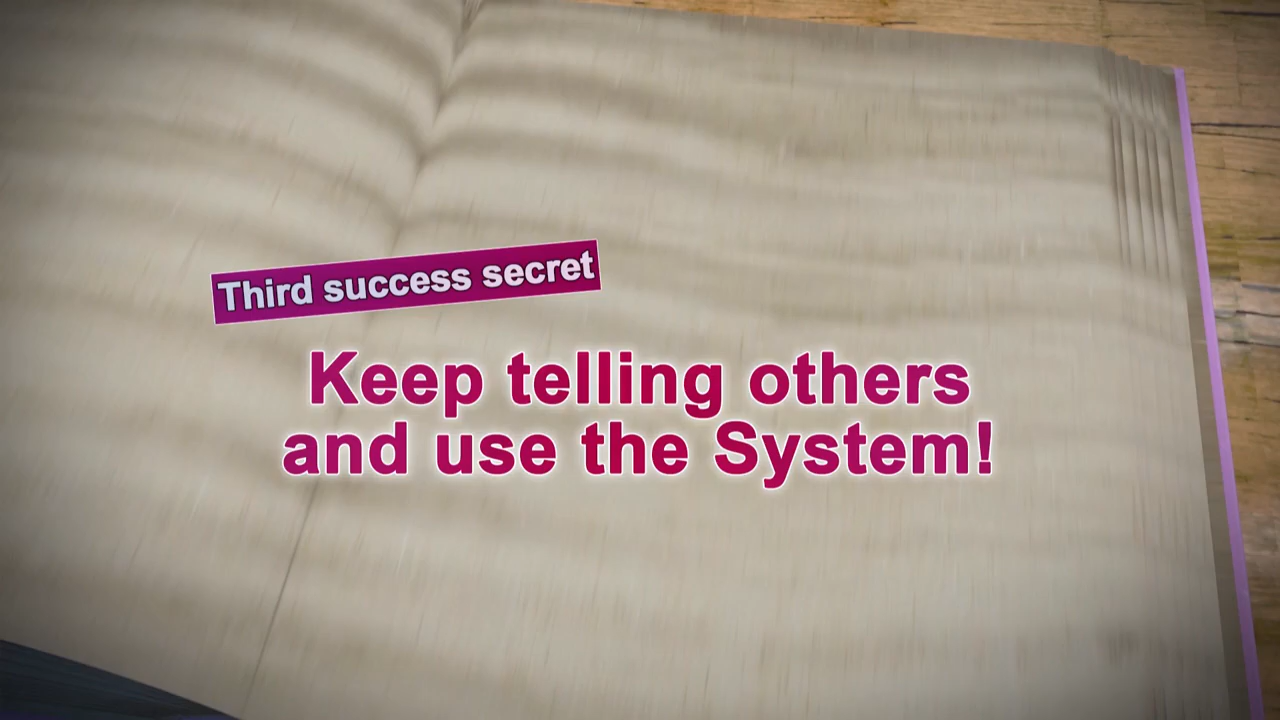 Third success secret
Keep telling others
and use the System!